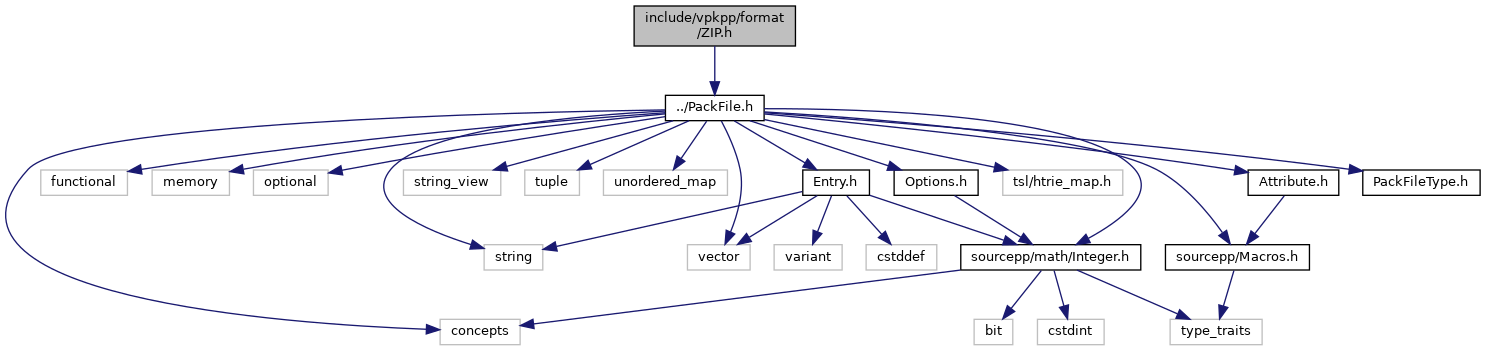 include/vpkpp/format
/ZIP.h
../PackFile.h
functional
memory
optional
string_view
tuple
unordered_map
Entry.h
Options.h
tsl/htrie_map.h
Attribute.h
PackFileType.h
string
vector
variant
cstddef
sourcepp/math/Integer.h
sourcepp/Macros.h
concepts
bit
cstdint
type_traits